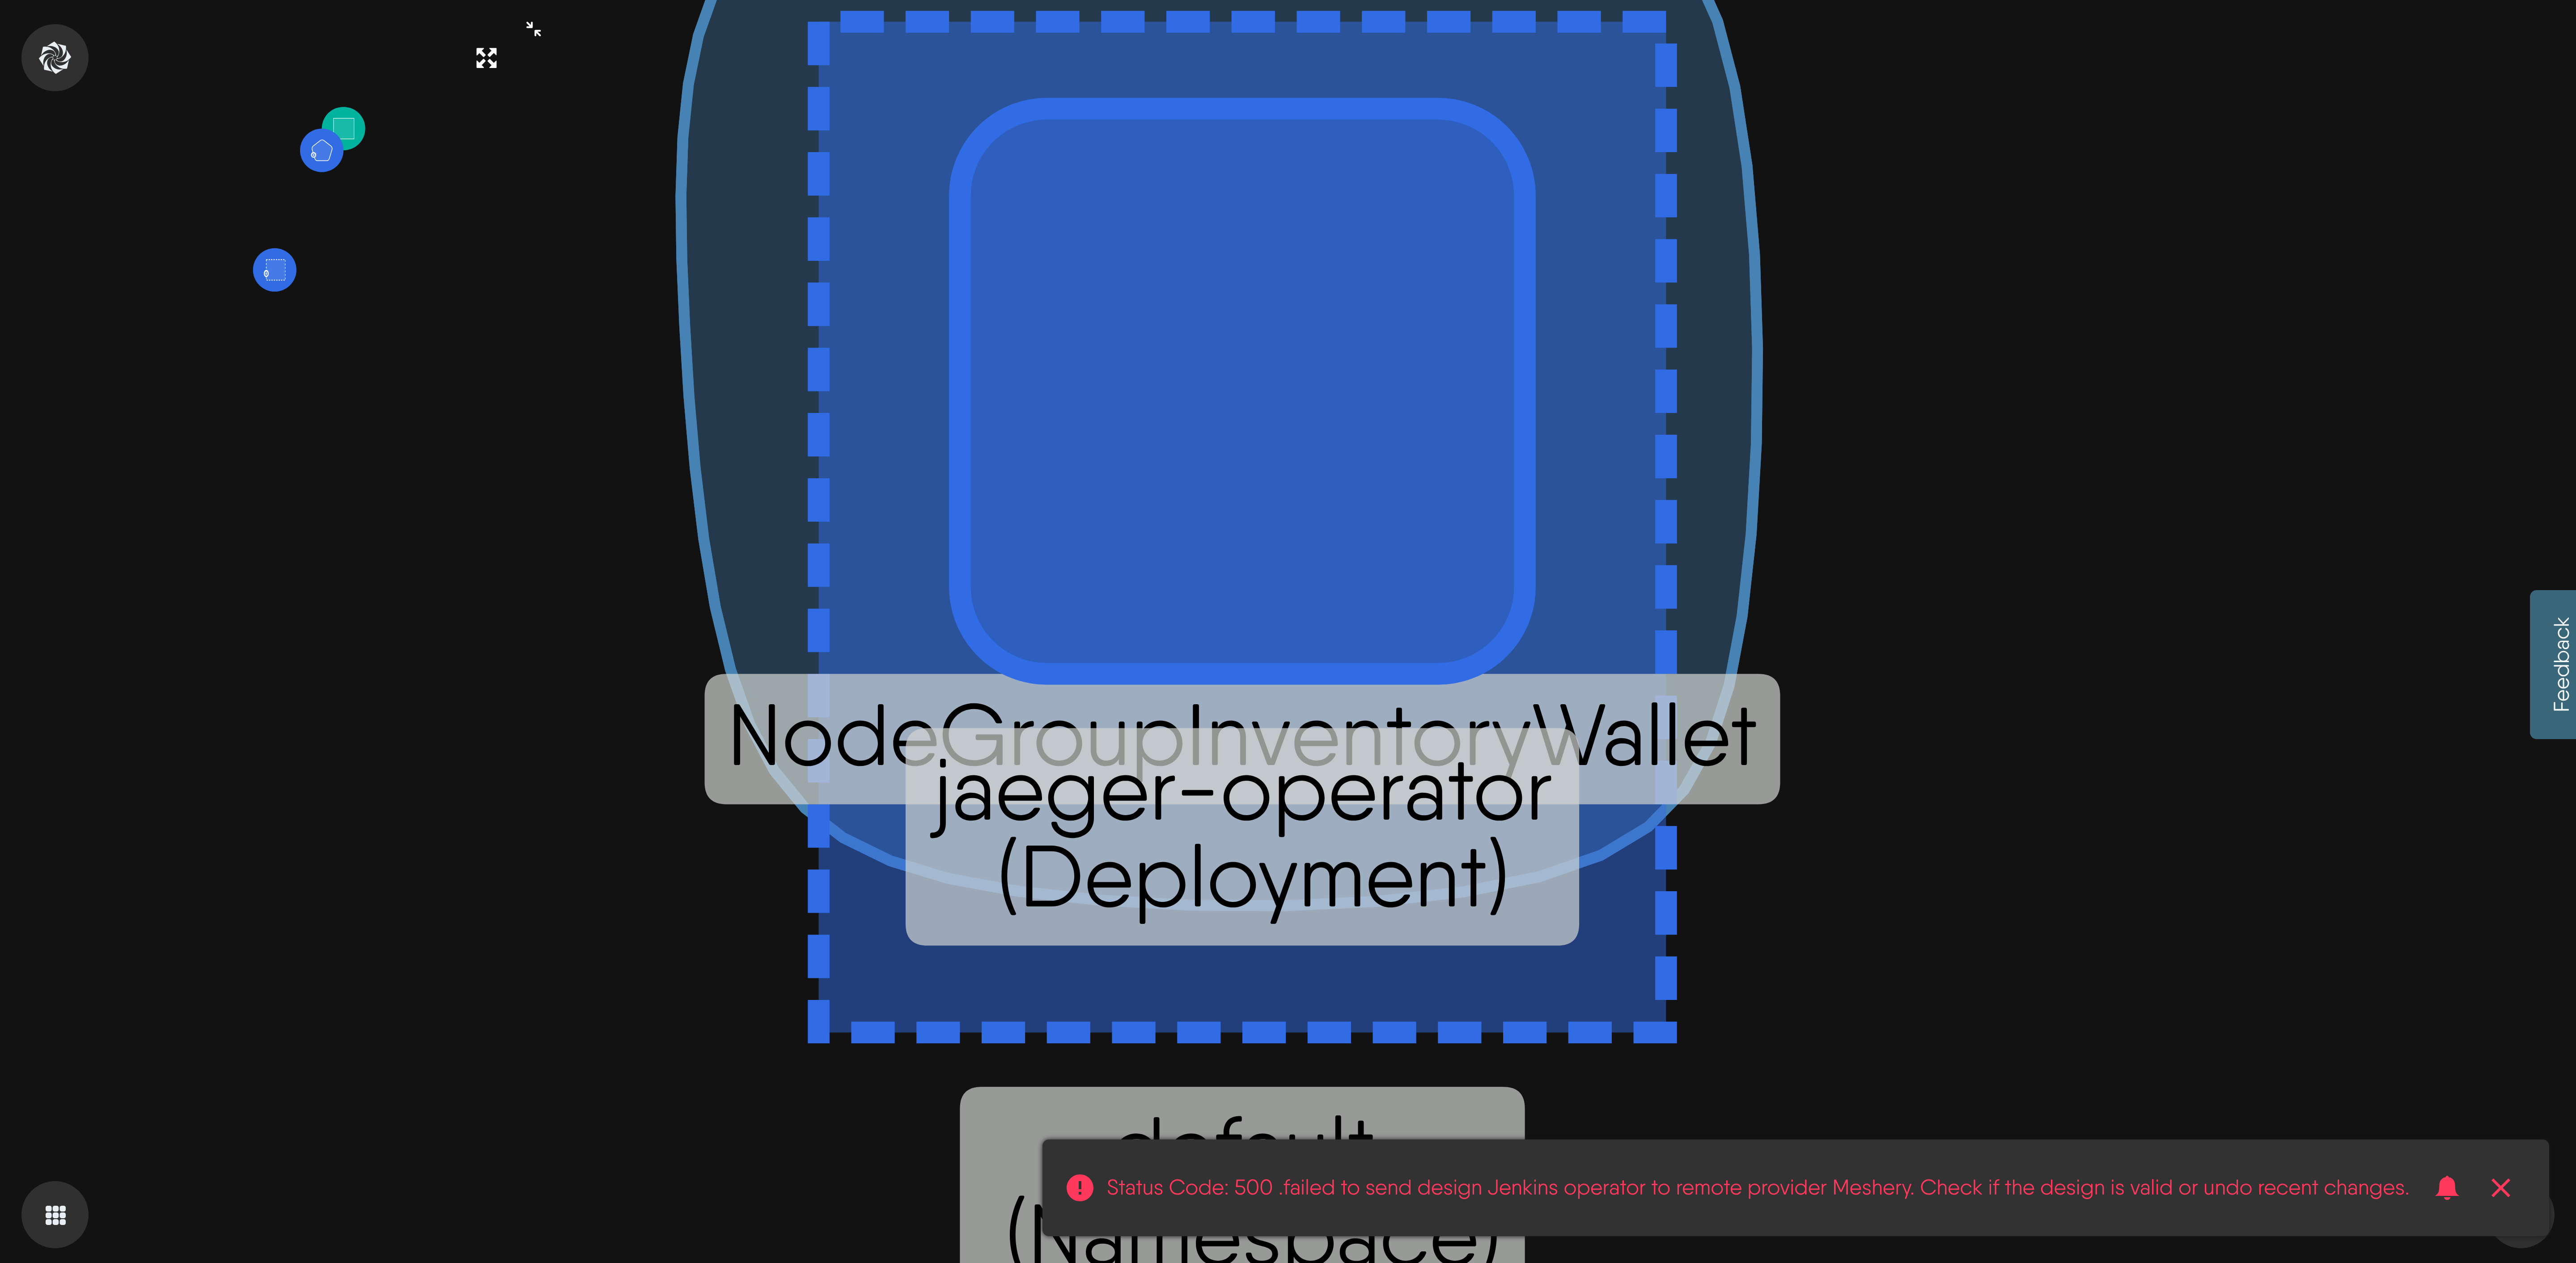 NodeGroupInventoryWallet
jaeger-operator
(Deployment)
default
(Namespace)
Status Code: 500 .failed to send design Jenkins operator to remote provider Meshery. Check if the design is valid or undo recent changes.
Feedback